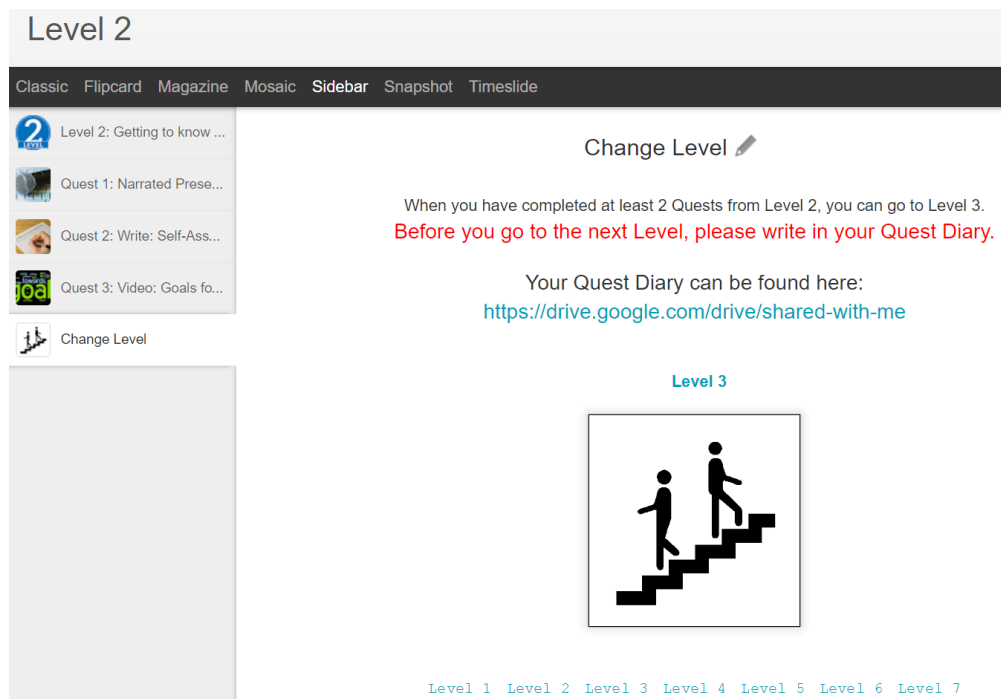 Level 2
Classic Flipcard Magazine Mosaic Sidebar Snapshot Timeslide
2 LEVEL
Level 2: Getting to know ...
Quest 1: Narrated Prese...
Quest 2: Write: Self-Ass...
goal
Quest 3: Video: Goals fo...
Change Level
Change Level
When you have completed at least 2 Quests from Level 2, you can go to Level 3.
Before you go to the next Level, please write in your Quest Diary.
Your Quest Diary can be found here:
https://drive.google.com/drive/shared-with-me
Level 3
Level 1 Level 2 Level 3 Level 4 Level 5 Level 6 Level 7